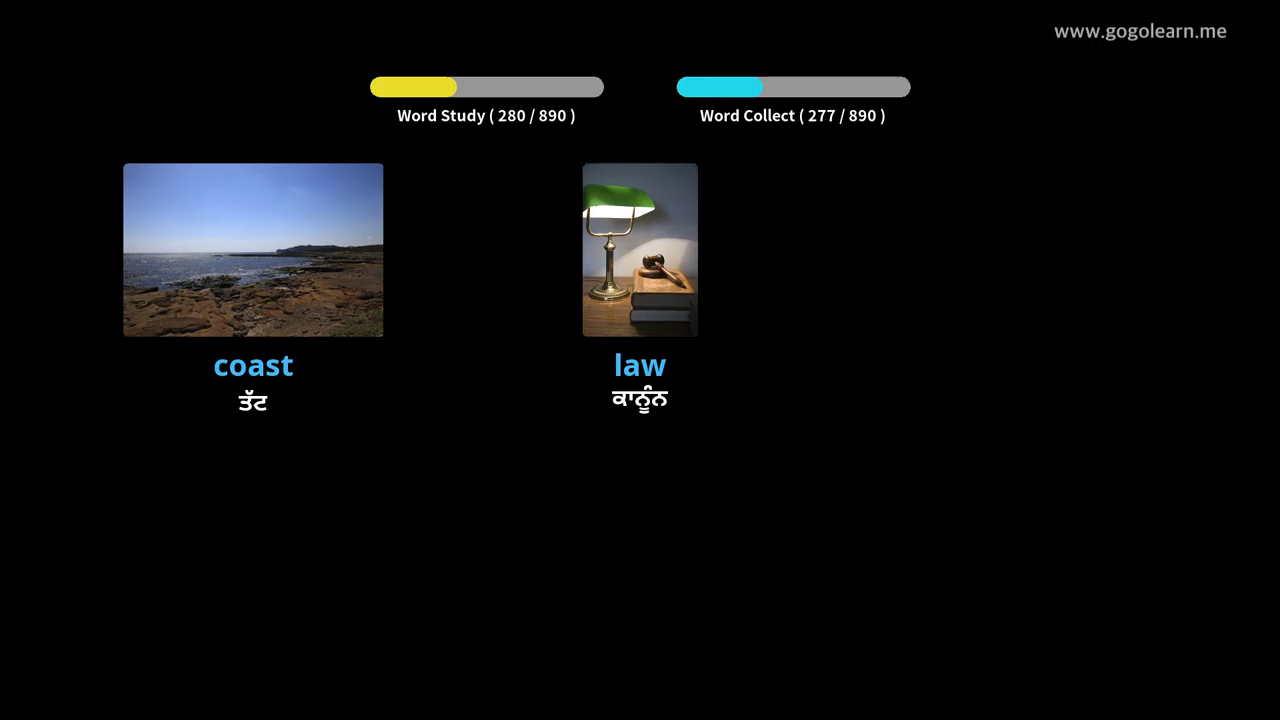 www.gogolearn.me
Word Study ( 280 / 890 )
Word Collect ( 277 / 890 )
coast
ਤੱਟ
law
ਕਾਨੂੰਨ